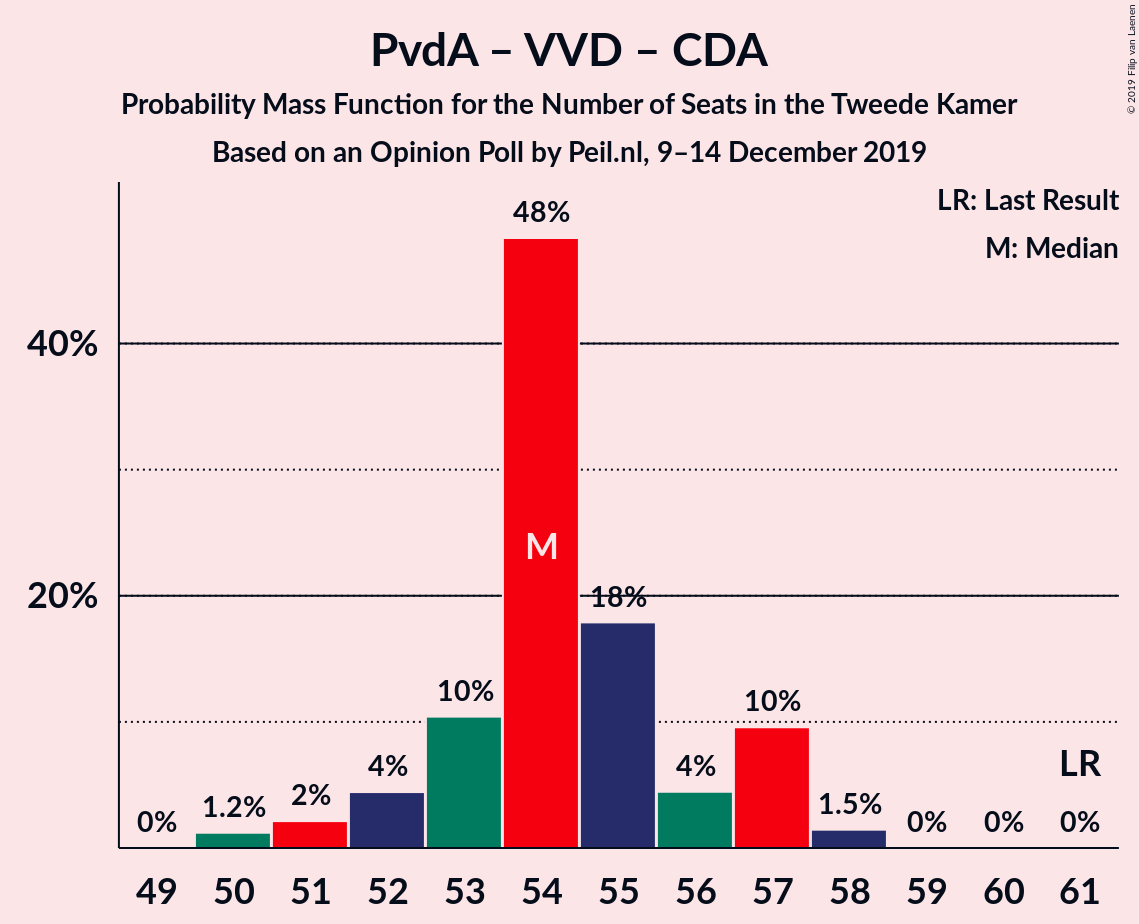 PvdA – VVD – CDA
Probability Mass Function for the Number of Seats in the Tweede Kamer
Based on an Opinion Poll by Peil.nl, 9–14 December 2019
© 2019 Filip van Laenen
LR: Last Result
M: Median
40%
20%
0%
1.2%
2%
4%
10%
48%
M
18%
4%
10%
1.5%
0%
0%
LR
0%
49 50 51 52 53 54 55 56 57 58 59 60 61